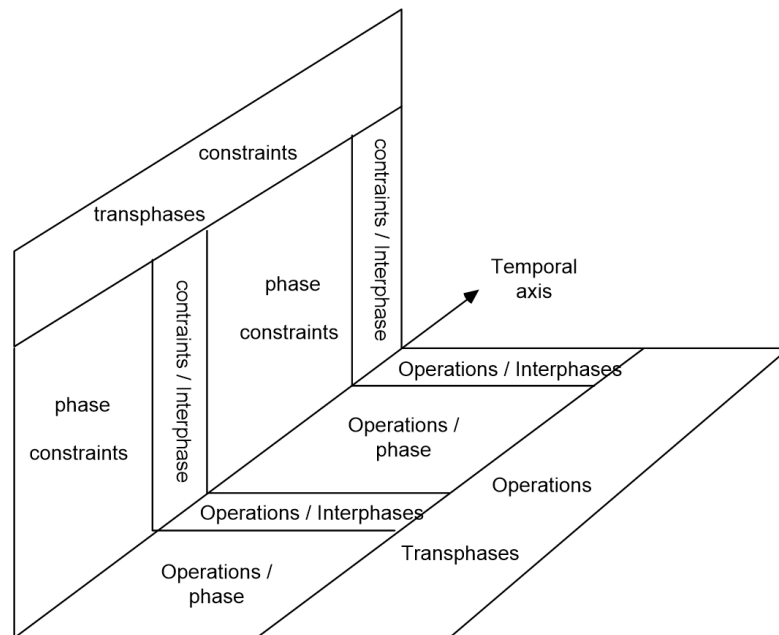 constraints
transphases
contraints / Interphase
phase
constraints
contraints / Interphase
phase
constraints
Temporal
axis
Operations / Interphases
Operations /
phase
Operations
Transphases
Operations / Interphases
Operations /
phase